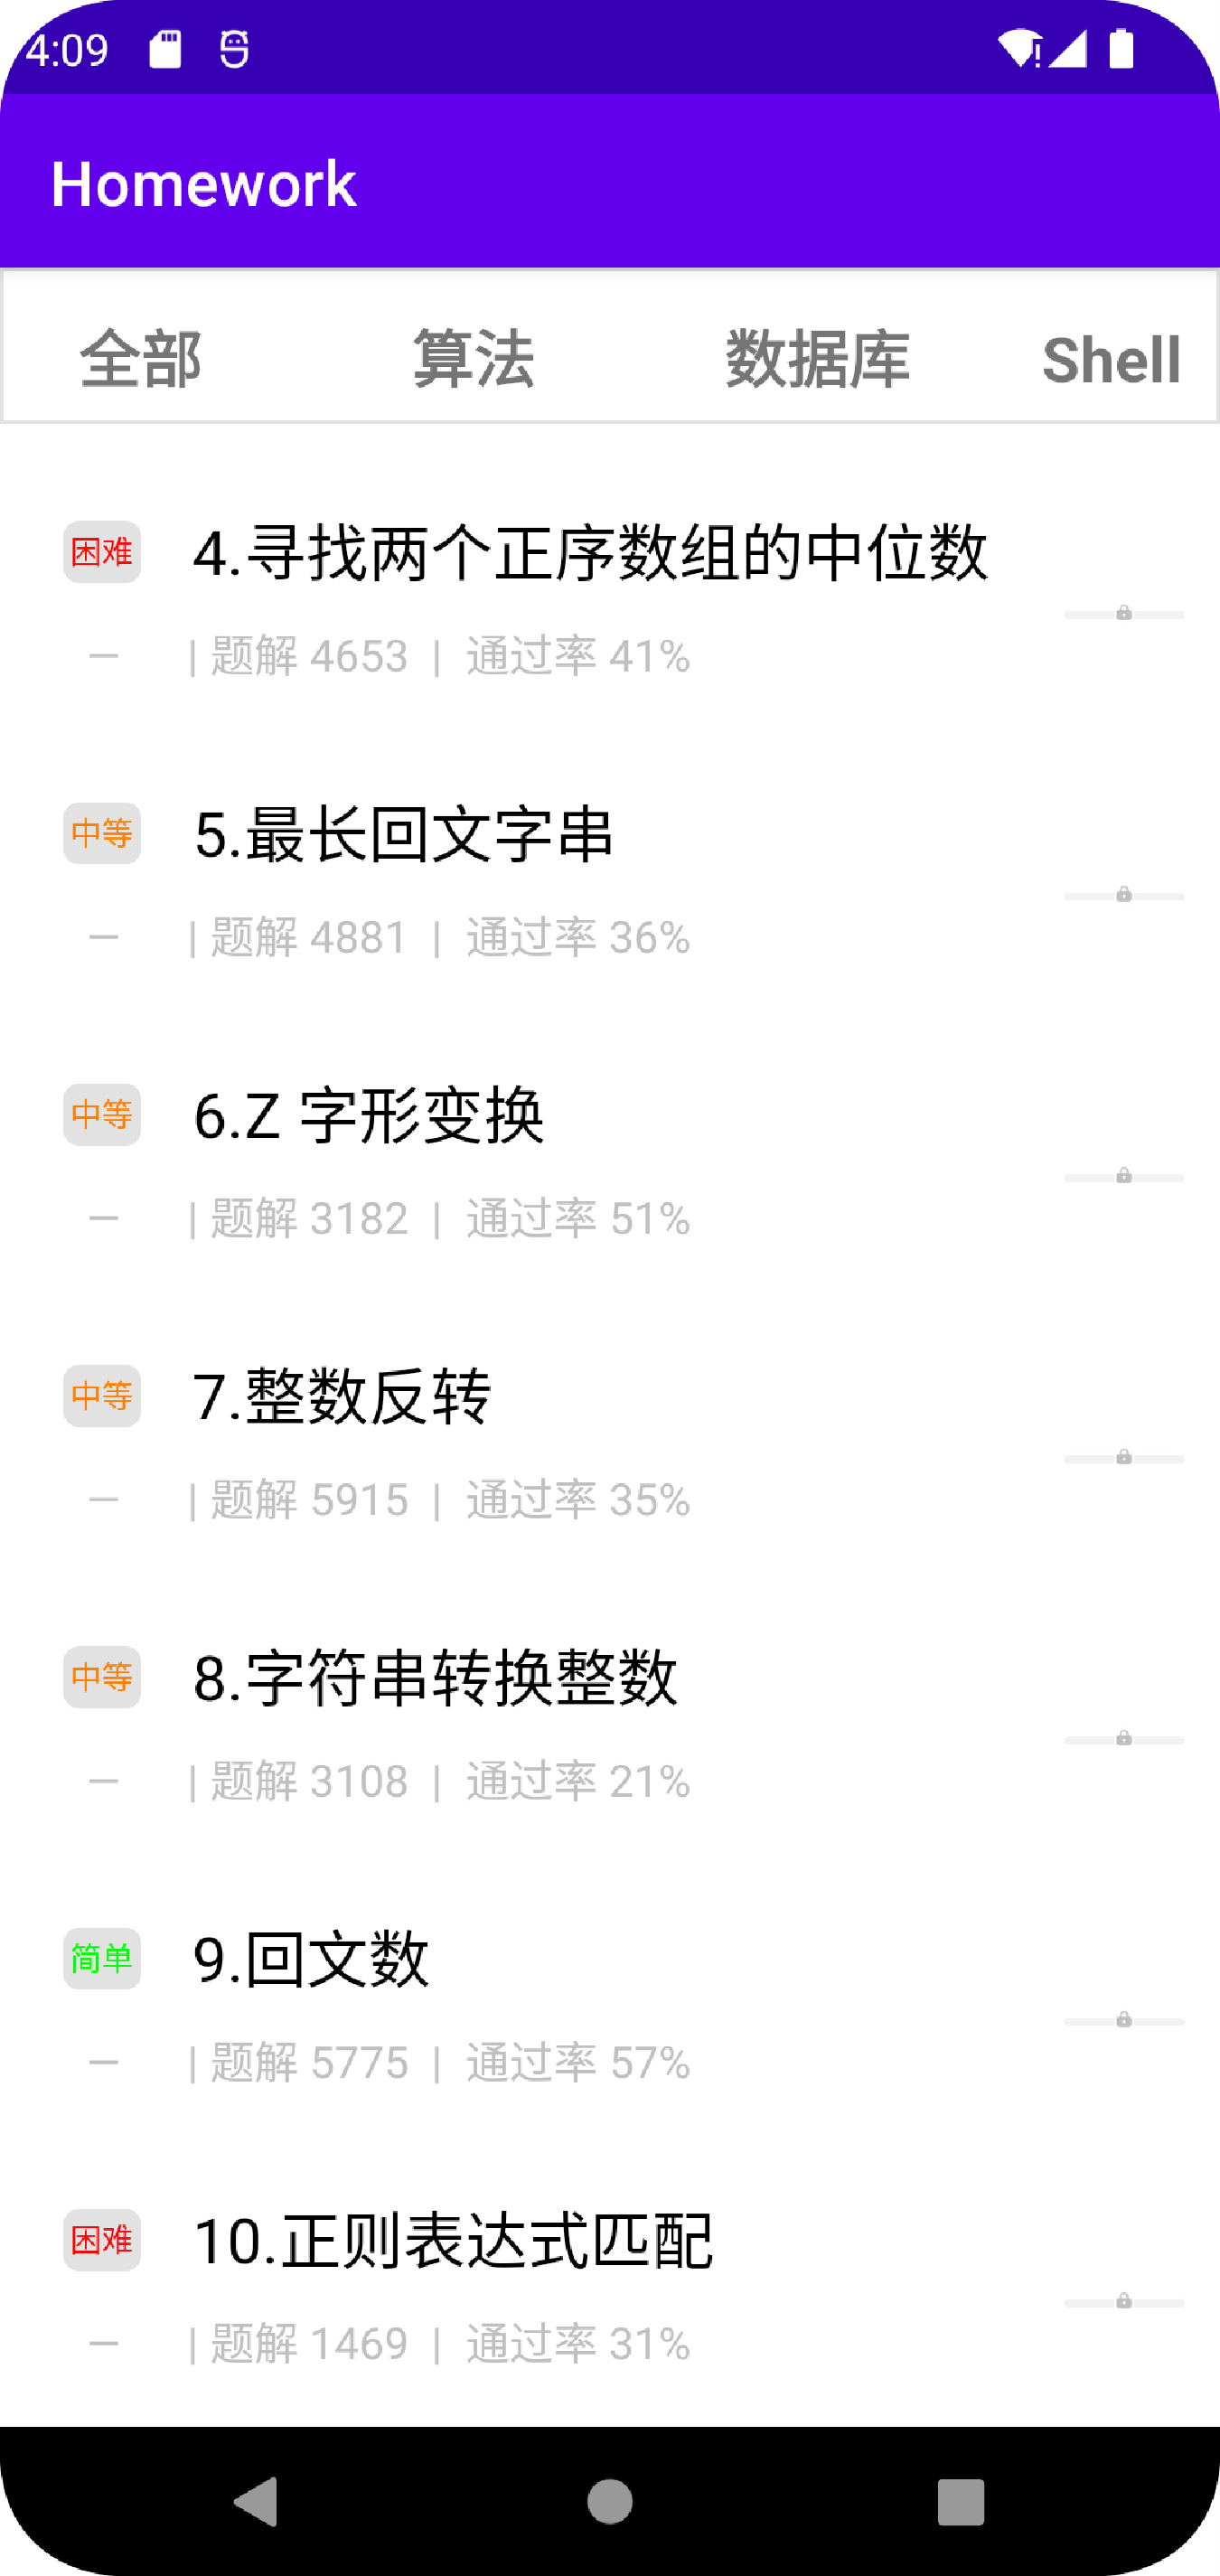 4:09
Homework
全部 算法 数据库 Shell
困难 4.寻找两个正序数组的中位数
— | 题解 4653 | 通过率 41%
中等 5.最长回文字串
— | 题解 4881 | 通过率 36%
中等 6.Z 字形变换
— | 题解 3182 | 通过率 51%
中等 7.整数反转
— | 题解 5915 | 通过率 35%
中等 8.字符串转换整数
— | 题解 3108 | 通过率 21%
简单 9.回文数
— | 题解 5775 | 通过率 57%
困难 10.正则表达式匹配
— | 题解 1469 | 通过率 31%